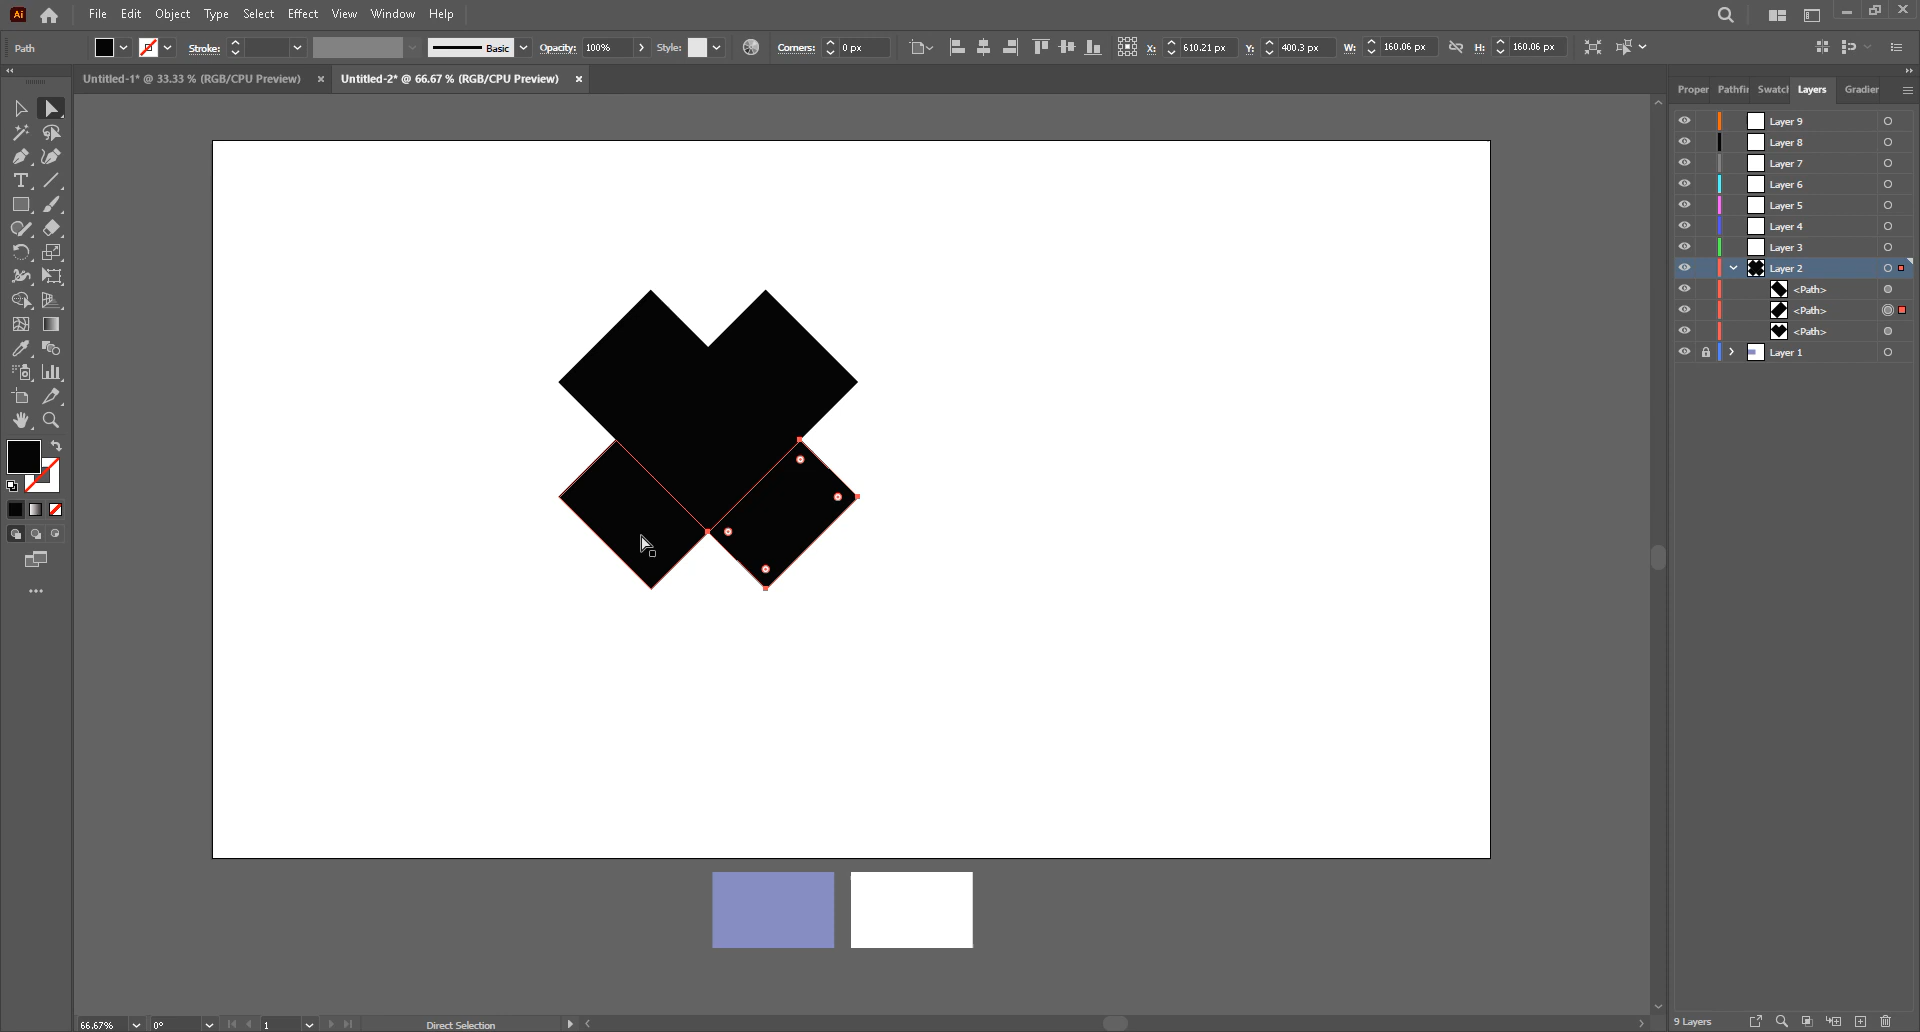 Ai File Edit Object Type Select Effect View Window Help
Path Stroke: Basic Opacity: 100% Style: Corners: 0 px X: 610.21 px Y: 400.3 px W: 160.06 px H: 160.06 px
Untitled-1* @ 33.33 % (RGB/CPU Preview) × Untitled-2* @ 66.67 % (RGB/CPU Preview) ×
Proper Pathfi Swatch Layers Gradier
Layer 9
Layer 8
Layer 7
Layer 6
Layer 5
Layer 4
Layer 3
Layer 2
<Path>
<Path>
<Path>
Layer 1
66.67% 0° 1 Direct Selection
9 Layers